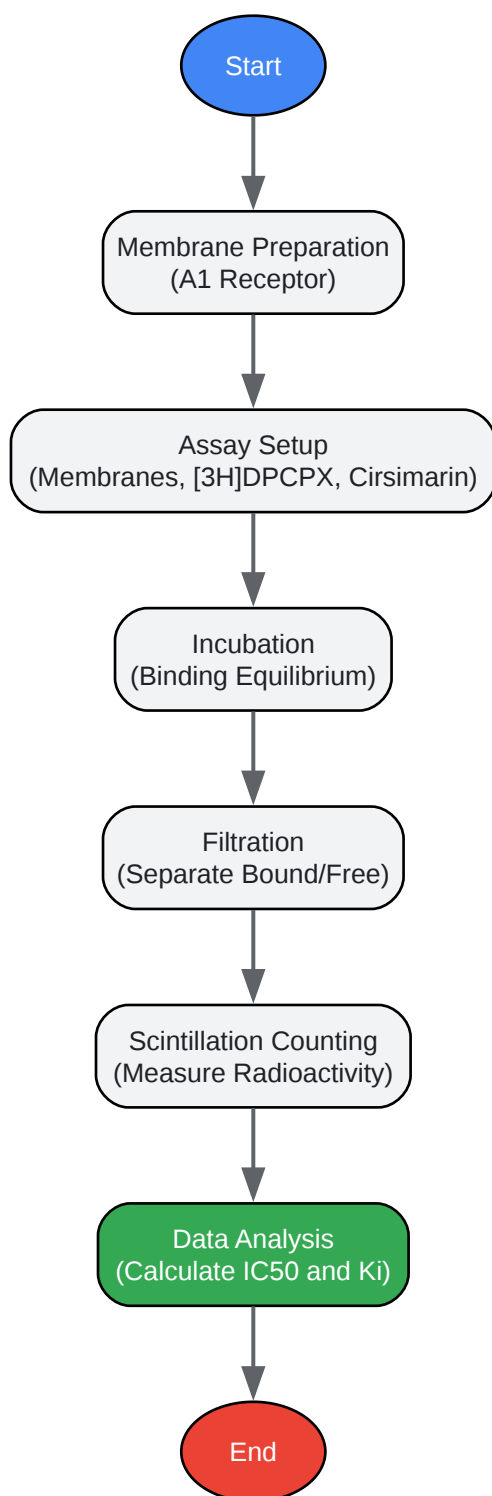 Start
Membrane Preparation
(A1 Receptor)
Assay Setup
(Membranes, [3H]DPCPX, Cirsimarin)
Incubation
(Binding Equilibrium)
Filtration
(Separate Bound/Free)
Scintillation Counting
(Measure Radioactivity)
Data Analysis
(Calculate IC50 and Ki)
End